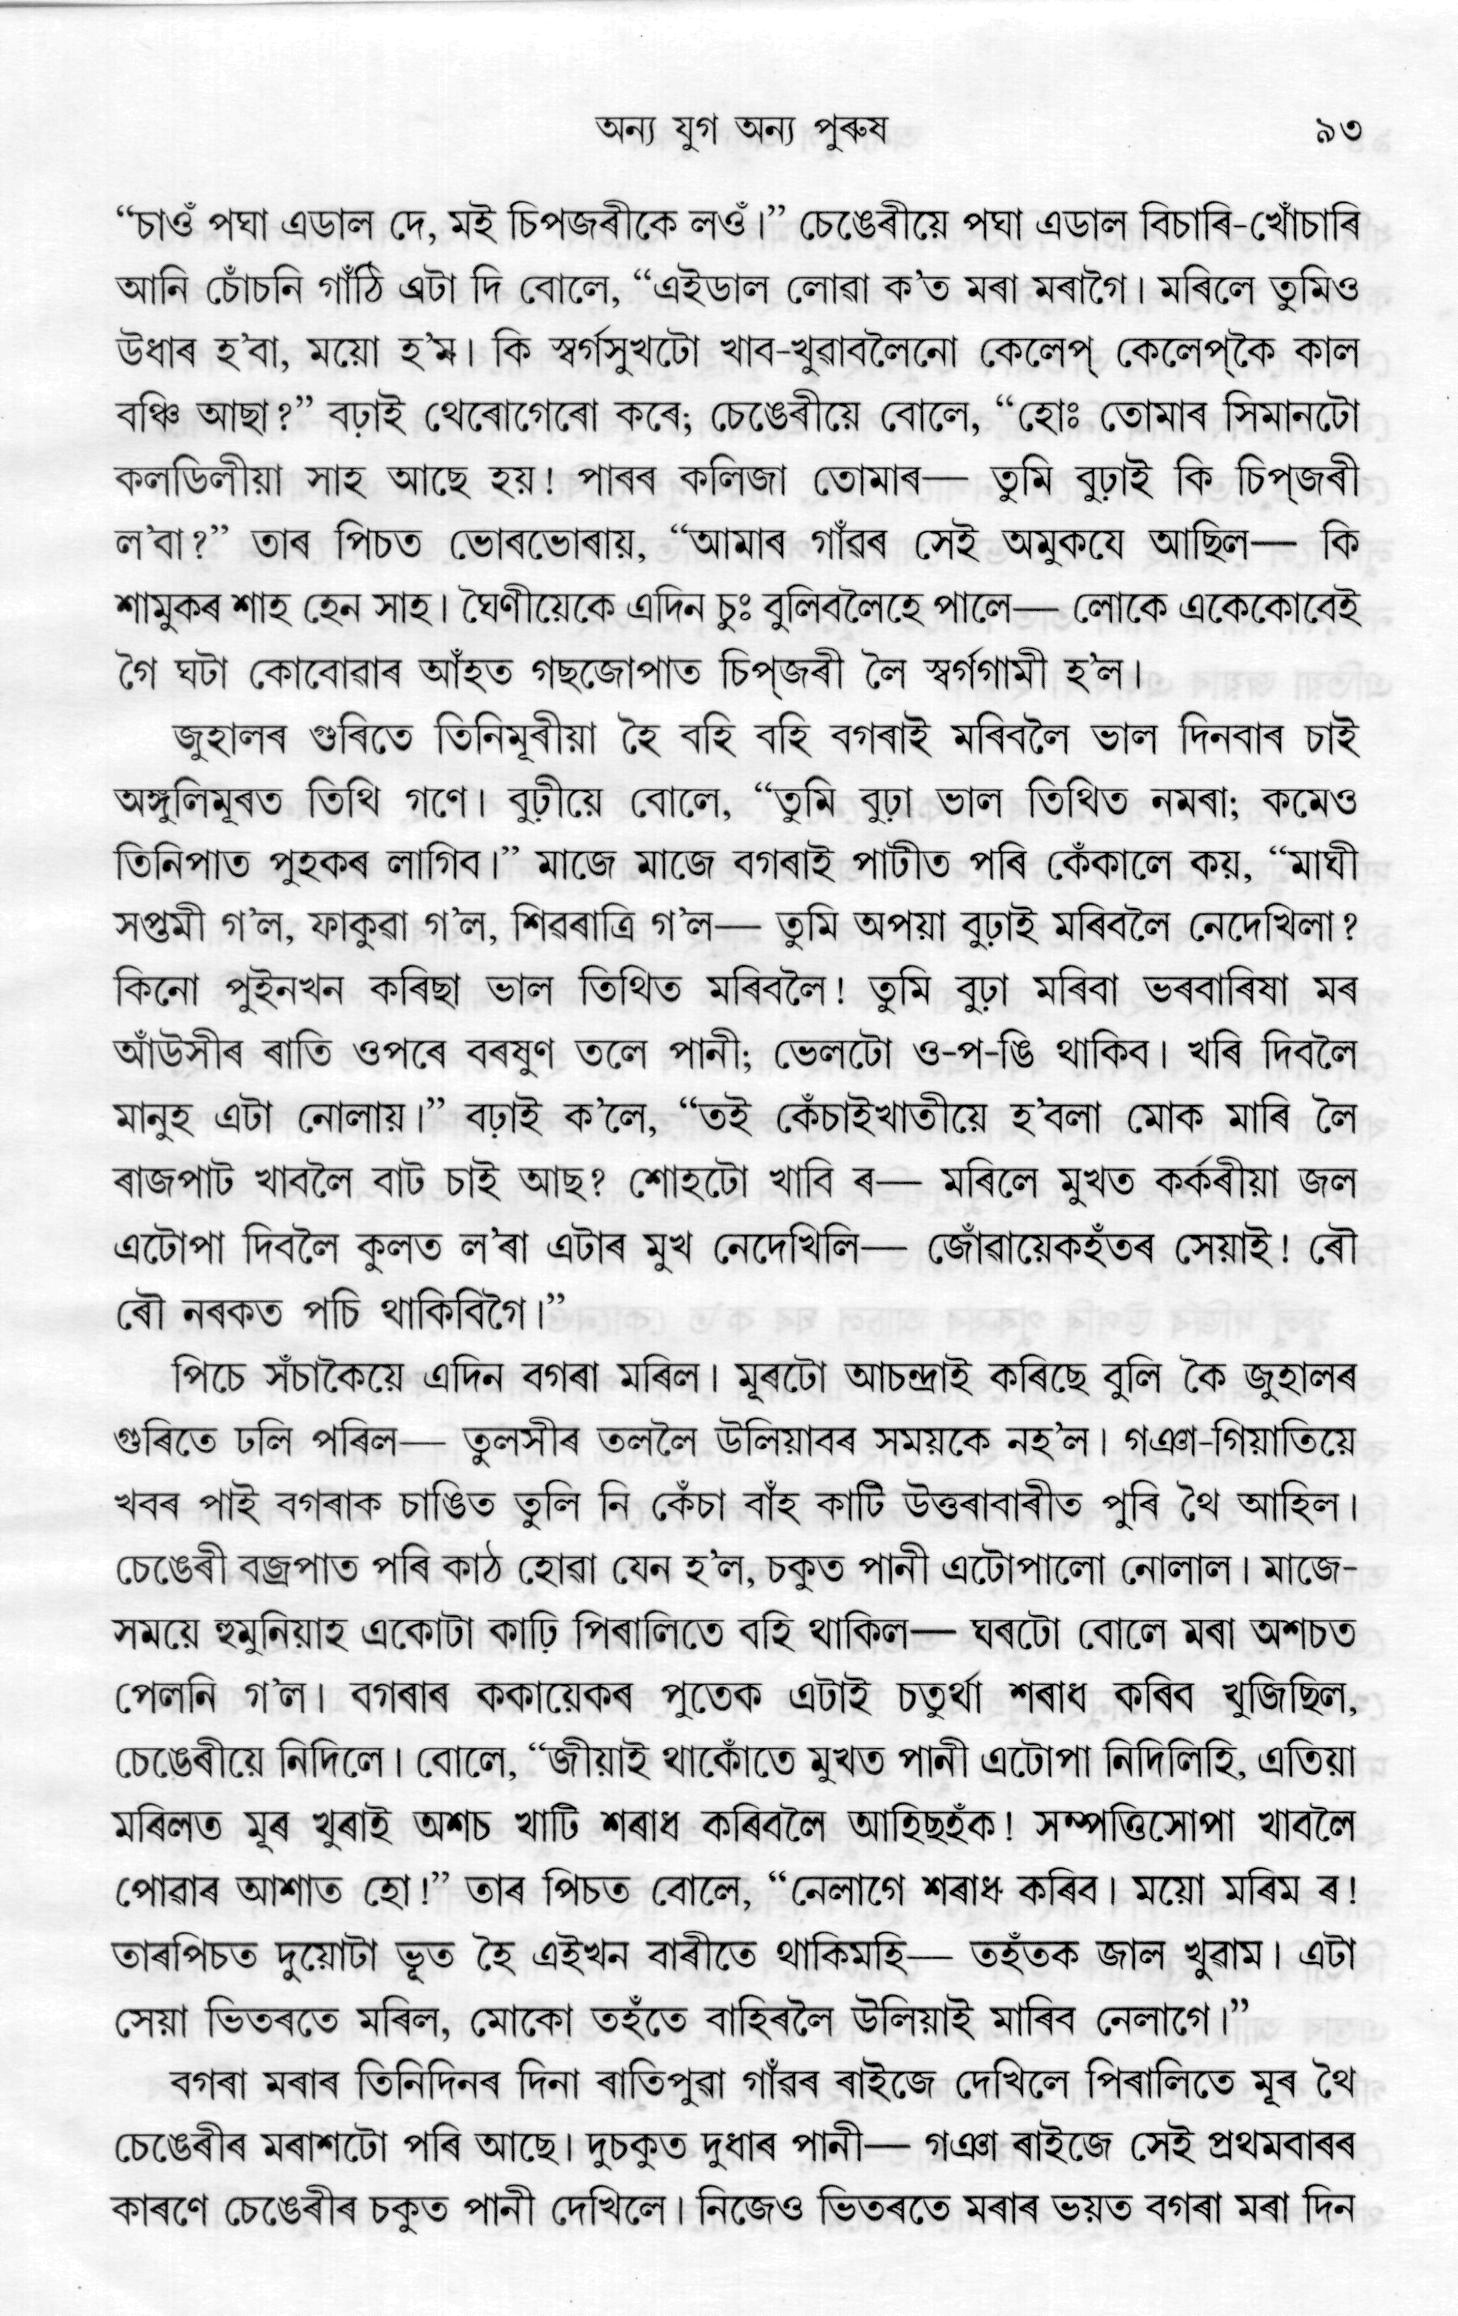 অন্য যুগ অন্য পুৰুষ ৯৩
“চাওঁ পঘা এডাল দে, মই চিপজৰীকে লওঁ।” চেঙেৰীয়ে পঘা এডাল বিচাৰি-খোঁচাৰি
আনি চোঁচনি গাঁঠি এটা দি বোলে, “এইডাল লোৱা ক’ত মৰা মৰাগৈ। মৰিলে তুমিও
উধাৰ হ’বা, ময়ো হ’ম। কি স্বৰ্গসুখটো খাব-খুৱাবলৈনো কেলেপ্ কেলেপ্‌কৈ কাল
বঞ্চি আছা?” বঢ়াই থেৰোগেৰো কৰে; চেঙেৰীয়ে বোলে, “হোঃ তোমাৰ সিমানটো
কলডিলীয়া সাহ আছে হয়! পাৰৰ কলিজা তোমাৰ— তুমি বুঢ়াই কি চিপ্‌জৰী
ল’বা?” তাৰ পিচত ভোৰভোৰায়, “আমাৰ গাঁৱৰ সেই অমুকযে আছিল— কি
শামুকৰ শাহ হেন সাহ। ঘৈণীয়েকে এদিন চুঃ বুলিবলৈহে পালে— লোকে একেকোবেই
গৈ ঘটা কোবোৱাৰ আঁহত গছজোপাত চিপ্‌জৰী লৈ স্বৰ্গগামী হ’ল।
জুহালৰ গুৰিতে তিনিমূৰীয়া হৈ বহি বহি বগৰাই মৰিবলৈ ভাল দিনবাৰ চাই
অঙ্গুলিমূৰত তিথি গণে। বুঢ়ীয়ে বোলে, “তুমি বুঢ়া ভাল তিথিত নমৰা; কমেও
তিনিপাত পুহকৰ লাগিব।” মাজে মাজে বগৰাই পাটীত পৰি কেঁকালে কয়, “মাঘী
সপ্তমী গ’ল, ফাকুৱা গ’ল, শিৱৰাত্ৰি গ’ল— তুমি অপয়া বুঢ়াই মৰিবলৈ নেদেখিলা?
কিনো পুইনখন কৰিছা ভাল তিথিত মৰিবলৈ! তুমি বুঢ়া মৰিবা ভৰবাৰিষা মৰ
আঁউসীৰ ৰাতি ওপৰে বৰষুণ তলে পানী; ভেলটো ও-প-ঙি থাকিব। খৰি দিবলৈ
মানুহ এটা নোলায়।” বঢ়াই ক’লে, “তই কেঁচাইখাতীয়ে হ’বলা মোক মাৰি লৈ
ৰাজপাট খাবলৈ বাট চাই আছ? শোহটো খাবি ৰ— মৰিলে মুখত কৰ্কৰীয়া জল
এটোপা দিবলৈ কুলত ল’ৰা এটাৰ মুখ নেদেখিলি— জোঁৱায়েকহঁতৰ সেয়াই! ৰৌ
ৰৌ নৰকত পচি থাকিবিগৈ।”
পিচে সঁচাকৈয়ে এদিন বগৰা মৰিল। মূৰটো আচন্দ্ৰাই কৰিছে বুলি কৈ জুহালৰ
গুৰিতে ঢলি পৰিল— তুলসীৰ তললৈ উলিয়াবৰ সময়কে নহ’ল। গঞা-গিয়াতিয়ে
খবৰ পাই বগৰাক চাঙিত তুলি নি কেঁচা বাঁহ কাটি উত্তৰাবাৰীত পুৰি থৈ আহিল।
চেঙেৰী বজ্ৰপাত পৰি কাঠ হোৱা যেন হ’ল, চকুত পানী এটোপালো নোলাল। মাজে-
সময়ে হুমুনিয়াহ একোটা কাঢ়ি পিৰালিতে বহি থাকিল— ঘৰটো বোলে মৰা অশচত
পেলনি গ’ল। বগৰাৰ ককায়েকৰ পুতেক এটাই চতুৰ্থা শৰাধ কৰিব খুজিছিল,
চেঙেৰীয়ে নিদিলে। বোলে, “জীয়াই থাকোঁতে মুখত পানী এটোপা নিদিলিহি, এতিয়া
মৰিলত মূৰ খুৰাই অশচ খাটি শৰাধ কৰিবলৈ আহিছহঁক! সম্পত্তিসোপা খাবলৈ
পোৱাৰ আশাত হো!” তাৰ পিচত বোলে, “নেলাগে শৰাধ কৰিব। ময়ো মৰিম ৰ!
তাৰপিচত দুয়োটা ভূত হৈ এইখন বাৰীতে থাকিমহি— তহঁতক জাল খুৱাম। এটা
সেয়া ভিতৰতে মৰিল, মোকো তহঁতে বাহিৰলৈ উলিয়াই মাৰিব নেলাগে।”
বগৰা মৰাৰ তিনিদিনৰ দিনা ৰাতিপুৱা গাঁৱৰ ৰাইজে দেখিলে পিৰালিতে মূৰ থৈ
চেঙেৰীৰ মৰাশটো পৰি আছে। দুচকুত দুধাৰ পানী— গঞা ৰাইজে সেই প্ৰথমবাৰৰ
কাৰণে চেঙেৰীৰ চকুত পানী দেখিলে। নিজেও ভিতৰতে মৰাৰ ভয়ত বগৰা মৰা দিন